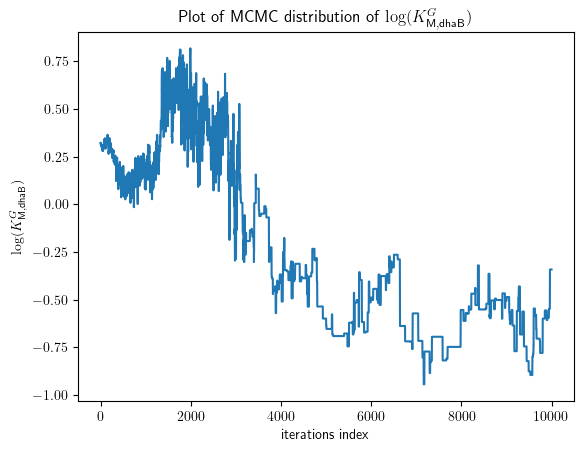 Plot of MCMC distribution of log(K^G_M,dhaB)
log(K^G_M,dhaB)
0.75
0.50
0.25
0.00
−0.25
−0.50
−0.75
−1.00
0 2000 4000 6000 8000 10000
iterations index